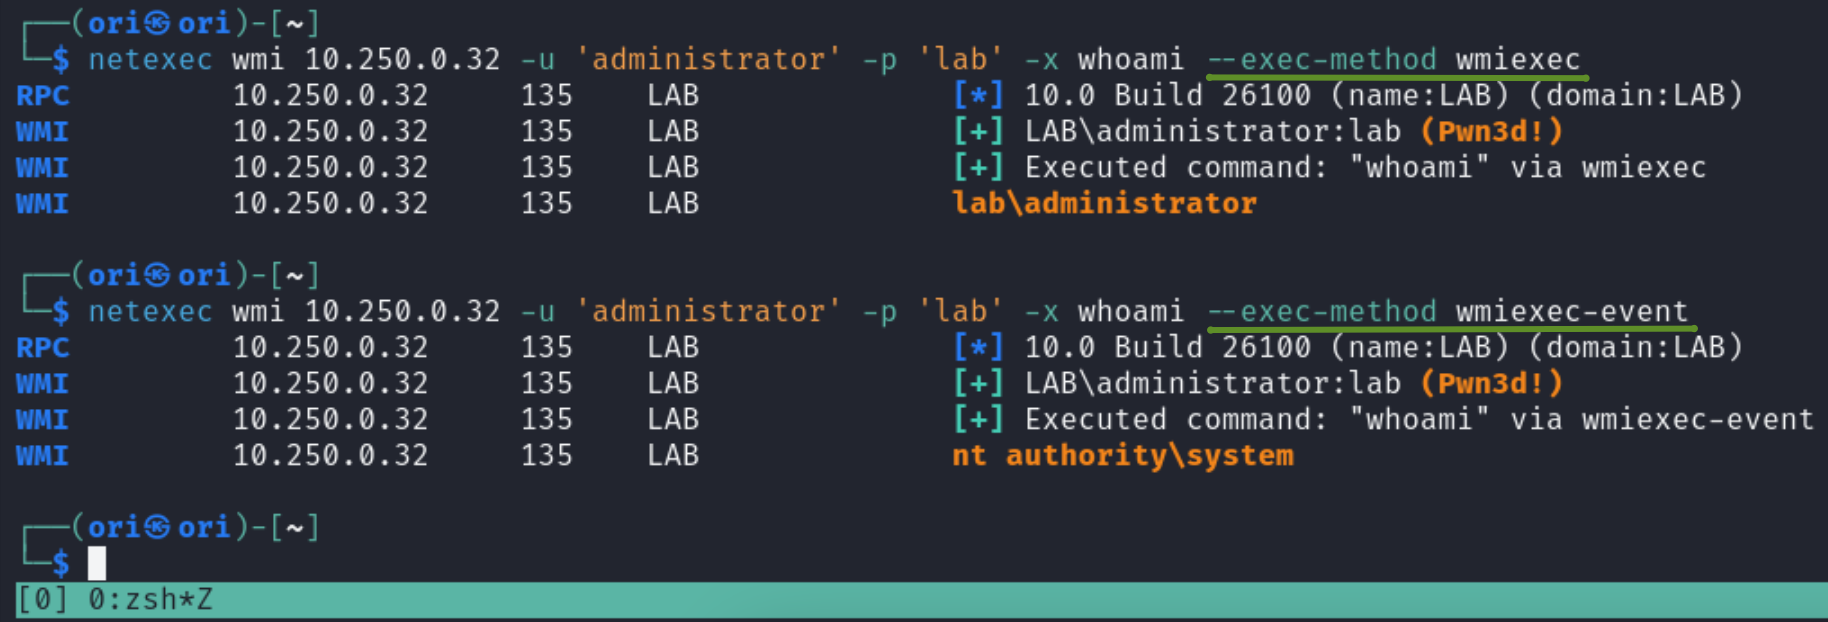 ┌──(ori㉿ori)-[~]
└─$ netexec wmi 10.250.0.32 -u 'administrator' -p 'lab' -x whoami --exec-method wmiexec
RPC 10.250.0.32 135 LAB [*] 10.0 Build 26100 (name:LAB) (domain:LAB)
WMI 10.250.0.32 135 LAB [+] LAB\administrator:lab (Pwn3d!)
WMI 10.250.0.32 135 LAB [+] Executed command: "whoami" via wmiexec
WMI 10.250.0.32 135 LAB lab\administrator
┌──(ori㉿ori)-[~]
└─$ netexec wmi 10.250.0.32 -u 'administrator' -p 'lab' -x whoami --exec-method wmiexec-event
RPC 10.250.0.32 135 LAB [*] 10.0 Build 26100 (name:LAB) (domain:LAB)
WMI 10.250.0.32 135 LAB [+] LAB\administrator:lab (Pwn3d!)
WMI 10.250.0.32 135 LAB [+] Executed command: "whoami" via wmiexec-event
WMI 10.250.0.32 135 LAB nt authority\system
┌──(ori㉿ori)-[~]
└─$
[0] 0:zsh*Z